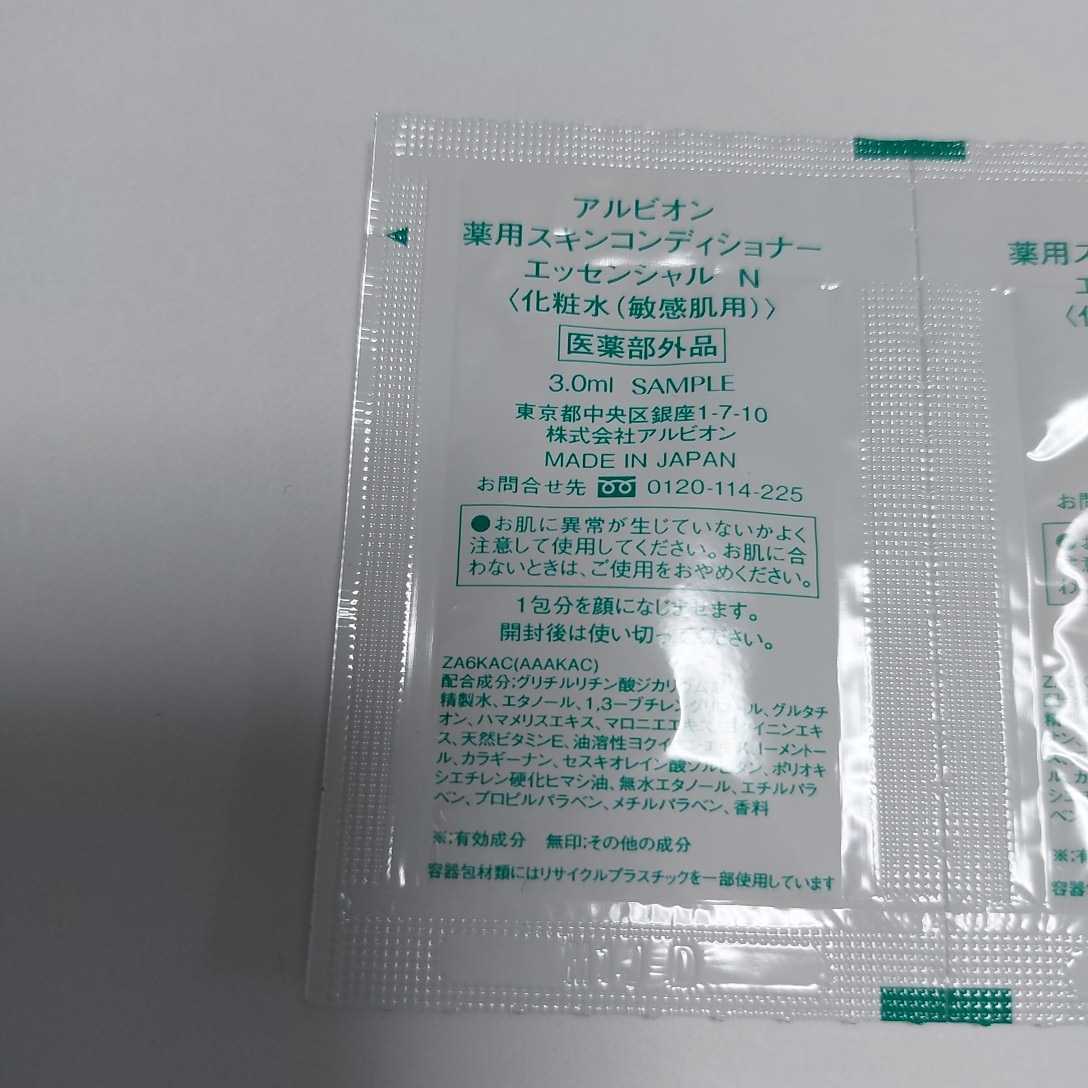 アルビオン
薬用スキンコンディショナー
エッセンシャル N
〈化粧水(敏感肌用)〉
医薬部外品
3.0ml SAMPLE
東京都中央区銀座1-7-10
株式会社アルビオン
MADE IN JAPAN
お問合せ先 0120-114-225
●お肌に異常が生じていないかよく
注意して使用してください。お肌に合
わないときは、ご使用をおやめください。
1包分を顔になじませます。
開封後は使い切ってください。
ZA6KAC(AAAKAC)
配合成分:グリチルリチン酸ジカリウム
精製水、エタノール、1,3-ブチレングリコール、グルタチ
オン、ハマメリスエキス、マロニエエキス、ヨクイニンエキ
ス、天然ビタミンE、油溶性ヨクイニンエキス、l-メントー
ル、カラギーナン、セスキオレイン酸ソルビタン、ポリオキ
シエチレン硬化ヒマシ油、無水エタノール、エチルパラ
ベン、プロピルパラベン、メチルパラベン、香料
※:有効成分 無印:その他の成分
容器包材類にはリサイクルプラスチックを一部使用しています
薬用ス